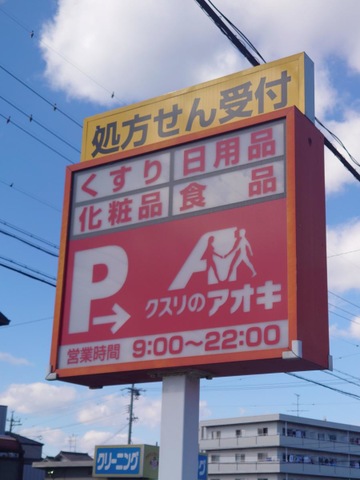 処方せん受付
くすり 日用品
化粧品 食品
P→
クスリのアオキ
営業時間 9:00〜22:00
クリーニング